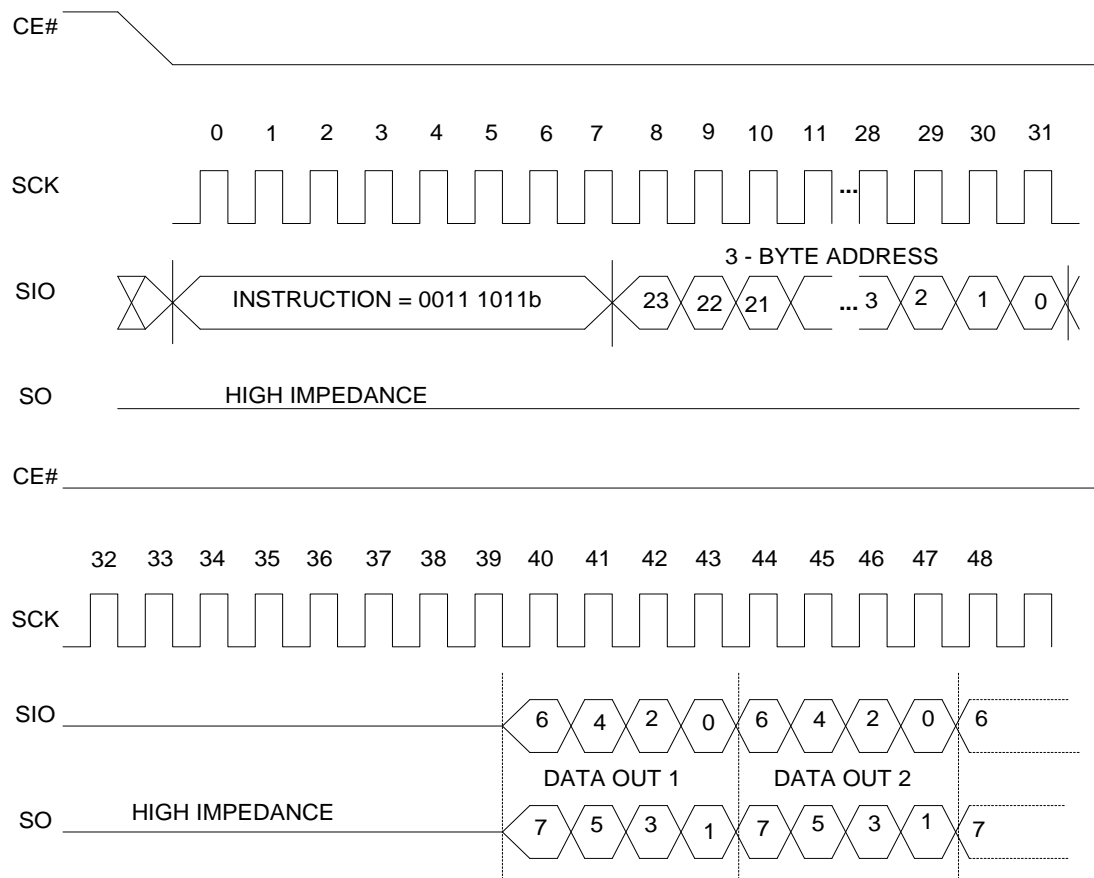 CE#
0 1 2 3 4 5 6 7 8 9 10 11 28 29 30 31
SCK ...
3 - BYTE ADDRESS
SIO INSTRUCTION = 0011 1011b 23 22 21 ... 3 2 1 0
SO HIGH IMPEDANCE
CE#
32 33 34 35 36 37 38 39 40 41 42 43 44 45 46 47 48
SCK
SIO 6 4 2 0 6 4 2 0 6
DATA OUT 1 DATA OUT 2
SO HIGH IMPEDANCE 7 5 3 1 7 5 3 1 7